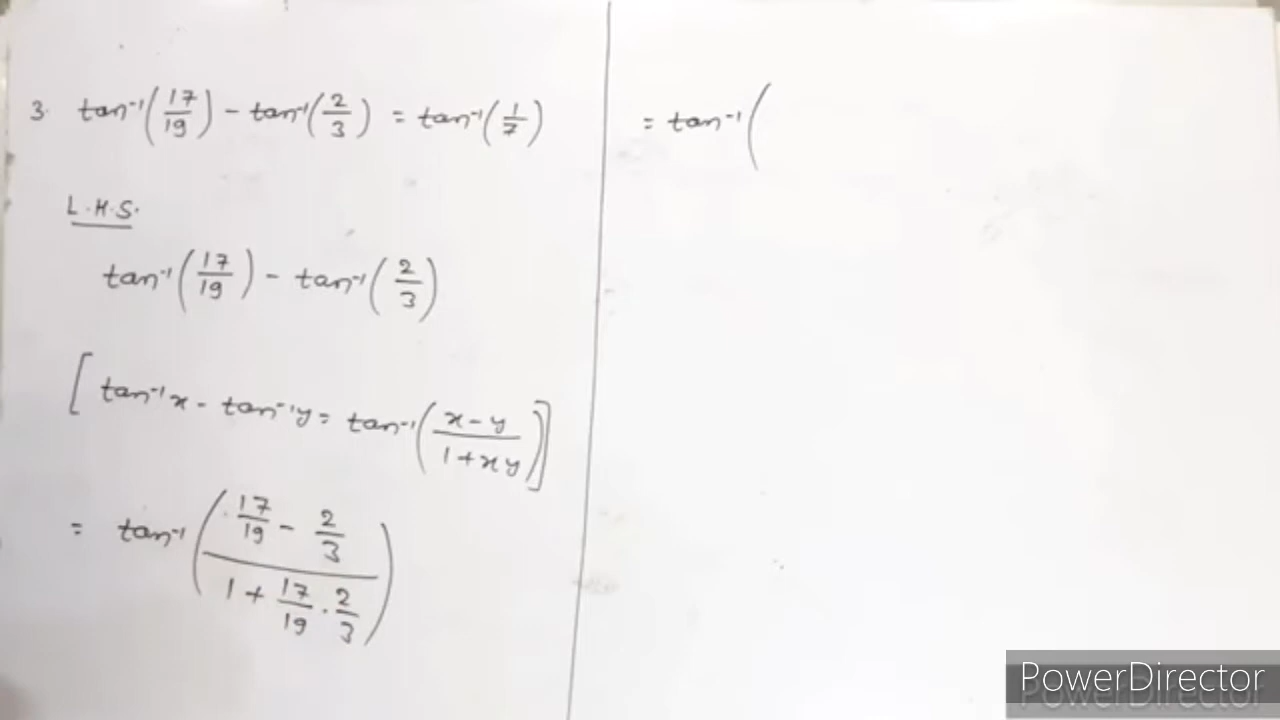 3. tan⁻¹(17/19) - tan⁻¹(2/3) = tan⁻¹(1/7)
L.H.S.
tan⁻¹(17/19) - tan⁻¹(2/3)
[tan⁻¹x - tan⁻¹y = tan⁻¹((x-y)/(1+xy))]
= tan⁻¹((17/19 - 2/3)/(1 + 17/19 . 2/3))
= tan⁻¹(
PowerDirector